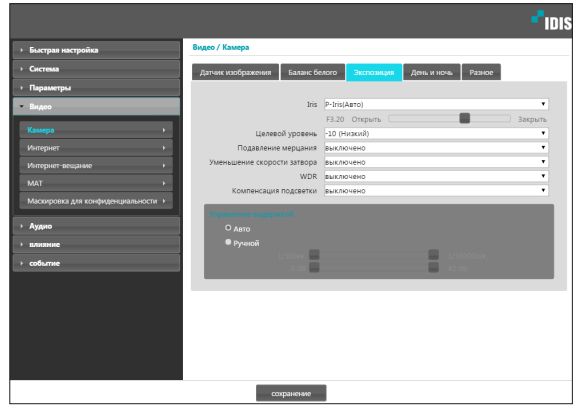 IDIS
Быстрая настройка
Система
Параметры
Видео
Камера
Интернет
Интернет-вещание
MAT
Маскировка для конфиденциальности
Аудио
влияние
событие
Видео / Камера
Датчик изображения Баланс белого Экспозиция День и ночь Разное
Iris P-Iris(Авто)
F3.20 Открыть Закрыть
Целевой уровень -10 (Низкий)
Подавление мерцания выключено
Уменьшение скорости затвора выключено
WDR выключено
Компенсация подсветки выключено
Авто
Ручной
сохранение